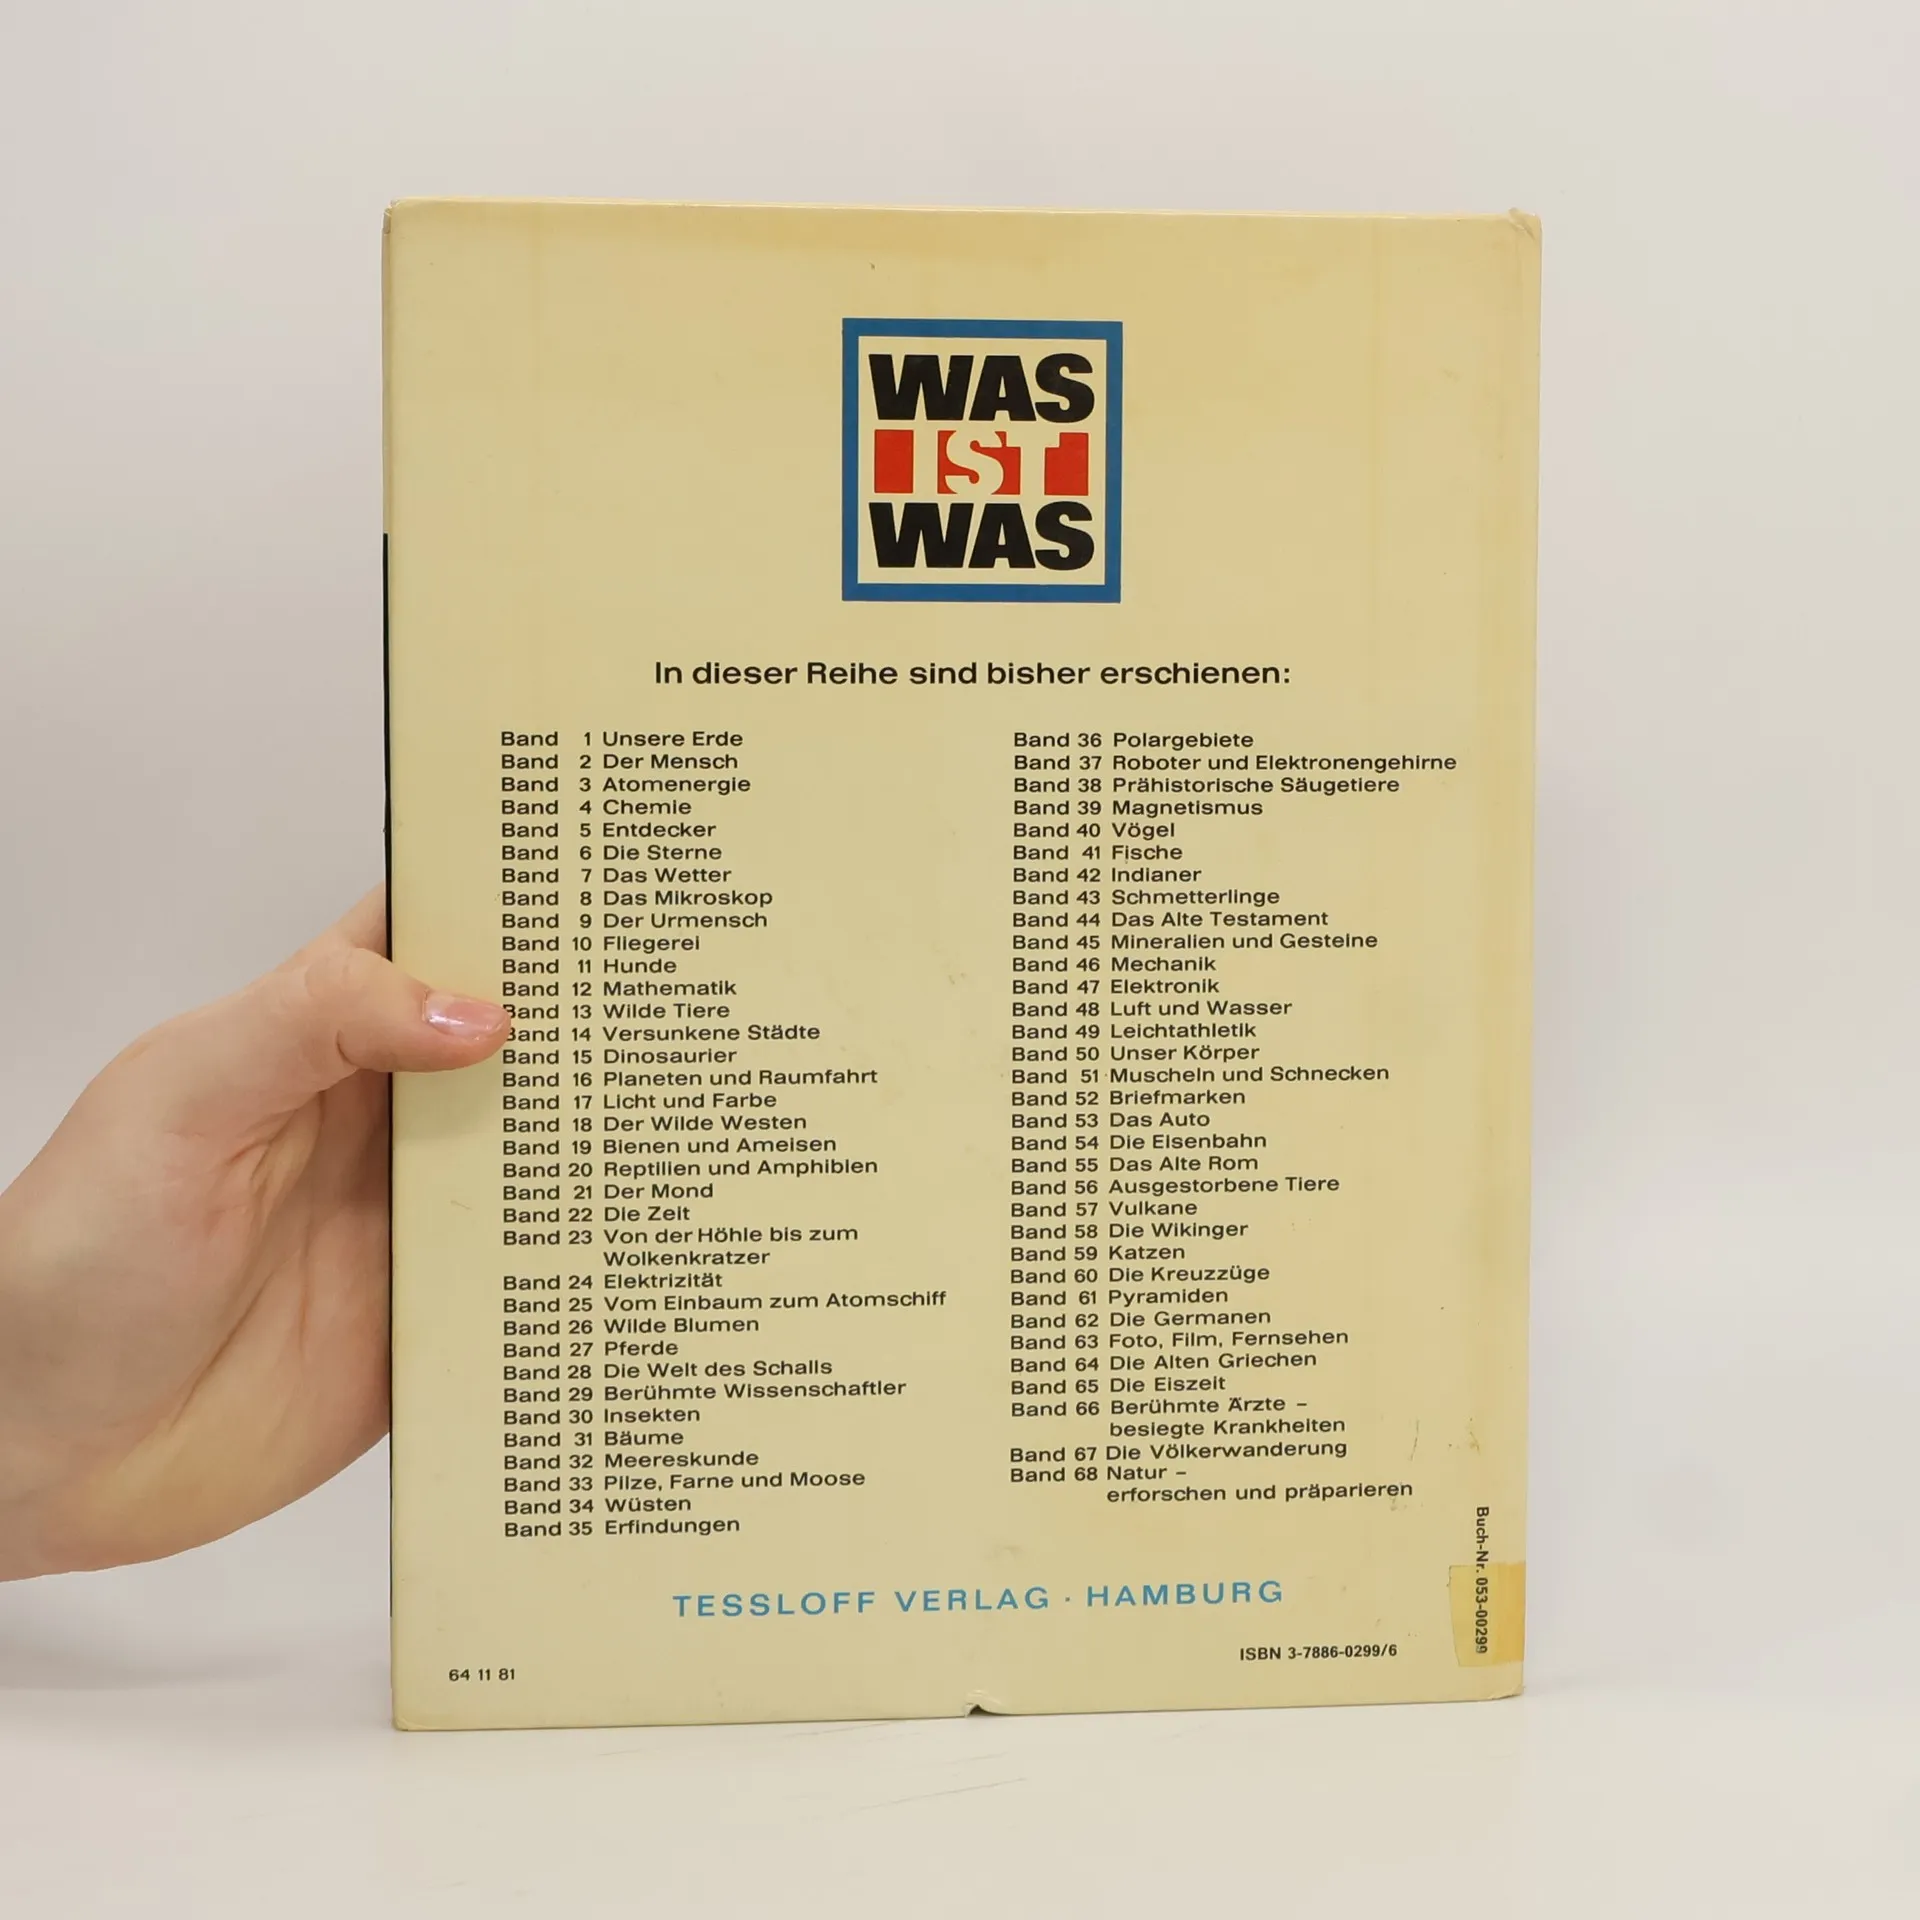 WAS
IST
WAS
In dieser Reihe sind bisher erschienen:
Band 1 Unsere Erde
Band 2 Der Mensch
Band 3 Atomenergie
Band 4 Chemie
Band 5 Entdecker
Band 6 Die Sterne
Band 7 Das Wetter
Band 8 Das Mikroskop
Band 9 Der Urmensch
Band 10 Fliegerei
Band 11 Hunde
Band 12 Mathematik
Band 13 Wilde Tiere
Band 14 Versunkene Städte
Band 15 Dinosaurier
Band 16 Planeten und Raumfahrt
Band 17 Licht und Farbe
Band 18 Der Wilde Westen
Band 19 Bienen und Ameisen
Band 20 Reptilien und Amphibien
Band 21 Der Mond
Band 22 Die Zeit
Band 23 Von der Höhle bis zum
Wolkenkratzer
Band 24 Elektrizität
Band 25 Vom Einbaum zum Atomschiff
Band 26 Wilde Blumen
Band 27 Pferde
Band 28 Die Welt des Schalls
Band 29 Berühmte Wissenschaftler
Band 30 Insekten
Band 31 Bäume
Band 32 Meereskunde
Band 33 Pilze, Farne und Moose
Band 34 Wüsten
Band 35 Erfindungen
Band 36 Polargebiete
Band 37 Roboter und Elektronengehirne
Band 38 Prähistorische Säugetiere
Band 39 Magnetismus
Band 40 Vögel
Band 41 Fische
Band 42 Indianer
Band 43 Schmetterlinge
Band 44 Das Alte Testament
Band 45 Mineralien und Gesteine
Band 46 Mechanik
Band 47 Elektronik
Band 48 Luft und Wasser
Band 49 Leichtathletik
Band 50 Unser Körper
Band 51 Muscheln und Schnecken
Band 52 Briefmarken
Band 53 Das Auto
Band 54 Die Eisenbahn
Band 55 Das Alte Rom
Band 56 Ausgestorbene Tiere
Band 57 Vulkane
Band 58 Die Wikinger
Band 59 Katzen
Band 60 Die Kreuzzüge
Band 61 Pyramiden
Band 62 Die Germanen
Band 63 Foto, Film, Fernsehen
Band 64 Die Alten Griechen
Band 65 Die Eiszeit
Band 66 Berühmte Ärzte –
besiegte Krankheiten
Band 67 Die Völkerwanderung
Band 68 Natur –
erforschen und präparieren
Buch-Nr. 053-00299
TESSLOFF VERLAG · HAMBURG
ISBN 3-7886-0299/6
64 11 81